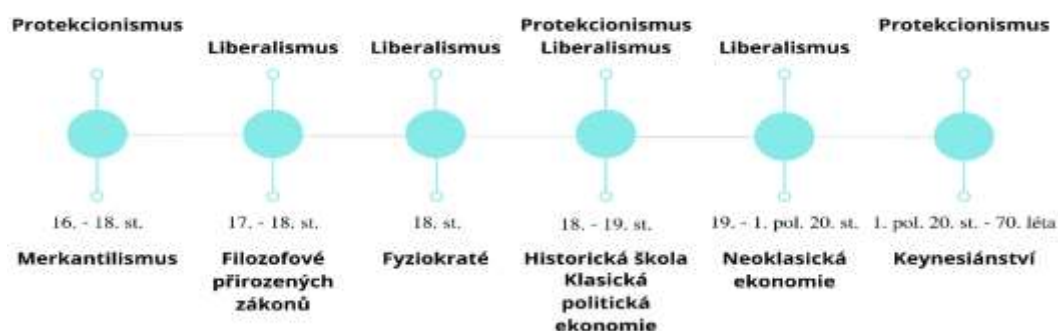 Protekcionismus
Liberalismus
Liberalismus
Protekcionismus
Liberalismus
Liberalismus
Protekcionismus
16. - 18. st.
Merkantilismus
17. - 18. st.
Filozofové
přirozených
zákonů
18. st.
Fyziokraté
18. - 19. st.
Historická škola
Klasická
politická
ekonomie
19. - 1. pol. 20. st.
Neoklasická
ekonomie
1. pol. 20. st. - 70. léta
Keynesiánství